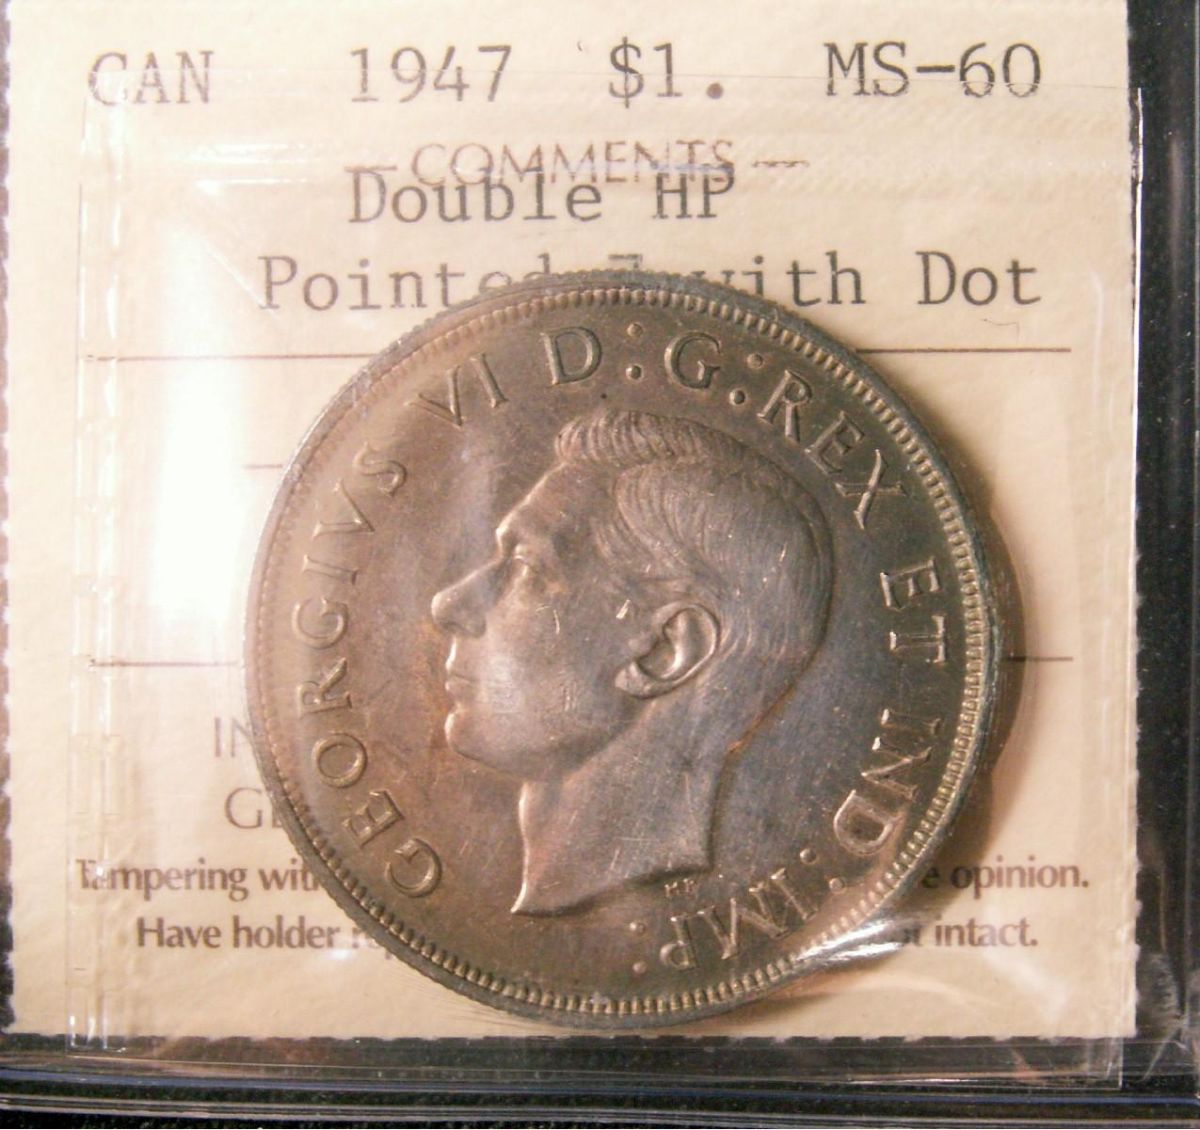 CAN 1947 $1. MS-60
COMMENTS
Double HP
Pointed 7 with Dot
GEORGIVS VI D:G:REX ET IND:IMP:
HP
Tampering with
e opinion.
Have holder
intact.